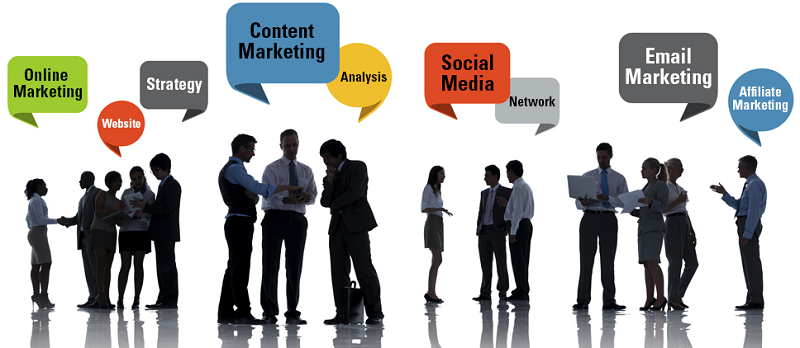 Online
Marketing
Website
Strategy
Content
Marketing
Analysis
Social
Media
Network
Email
Marketing
Affiliate
Marketing